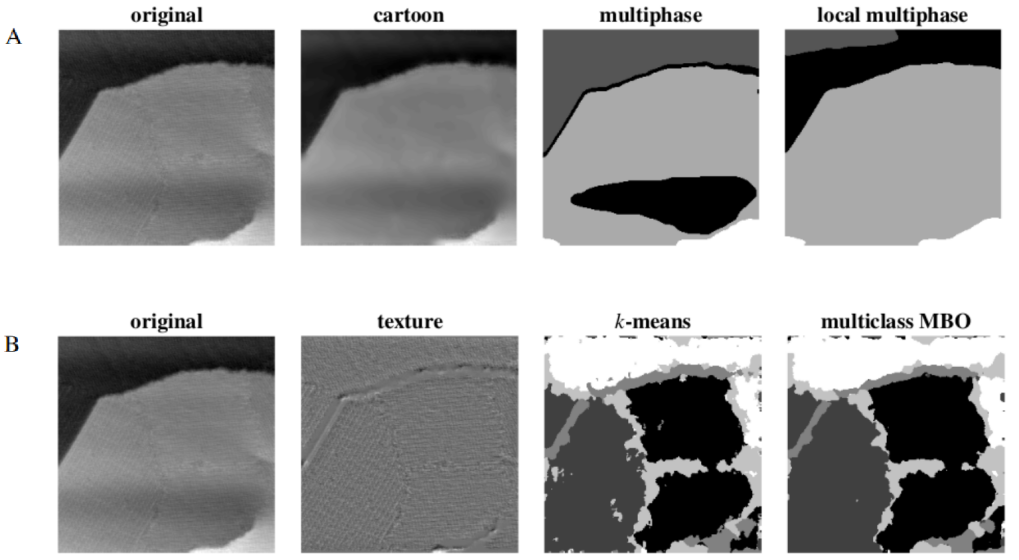 A
original
cartoon
multiphase
local multiphase
B
original
texture
k-means
multiclass MBO